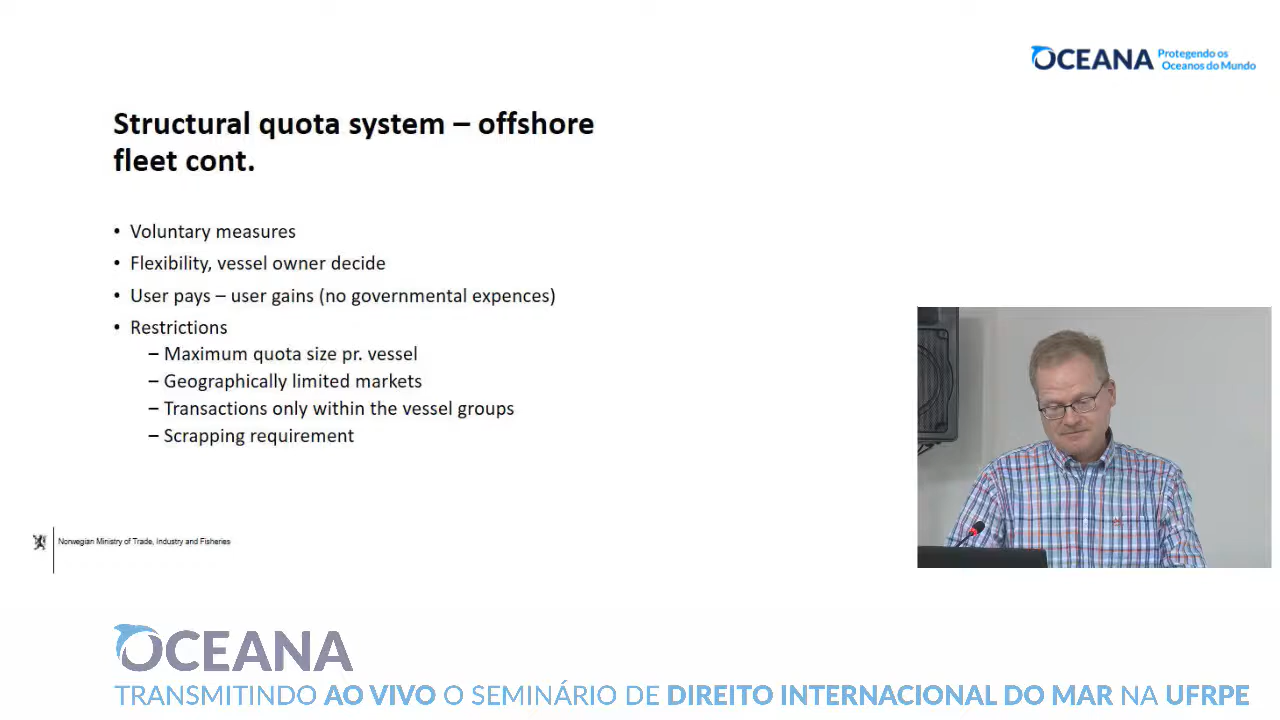 OCEANA Protegendo os
Oceanos do Mundo
Structural quota system – offshore
fleet cont.
• Voluntary measures
• Flexibility, vessel owner decide
• User pays – user gains (no governmental expences)
• Restrictions
– Maximum quota size pr. vessel
– Geographically limited markets
– Transactions only within the vessel groups
– Scrapping requirement
Norwegian Ministry of Trade, Industry and Fisheries
OCEANA
TRANSMITINDO AO VIVO O SEMINÁRIO DE DIREITO INTERNACIONAL DO MAR NA UFRPE